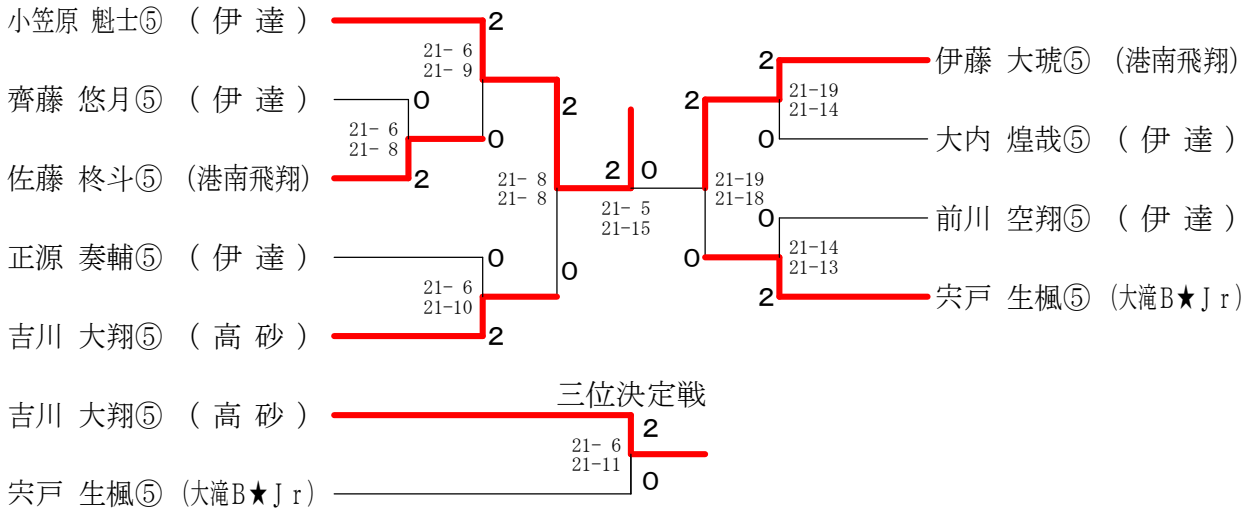 小笠原 魁士⑤ （ 伊 達 ）
2
21- 6
21- 9
齊藤 悠月⑤ （ 伊 達 ）
0
21- 6
21- 8
0
佐藤 柊斗⑤ （港南飛翔）
2
2
21- 8
21- 8
正源 奏輔⑤ （ 伊 達 ）
0
21- 6
21-10
0
吉川 大翔⑤ （ 高 砂 ）
2
2 0
21- 5
21-15
2
伊藤 大琥⑤ （港南飛翔）
21-19
21-14
2
0
大内 煌哉⑤ （ 伊 達 ）
21-19
21-18
0
前川 空翔⑤ （ 伊 達 ）
21-14
21-13
0
2
宍戸 生楓⑤ （大滝B★Ｊｒ）
三位決定戦
吉川 大翔⑤ （ 高 砂 ）
2
21- 6
21-11
0
宍戸 生楓⑤ （大滝B★Ｊｒ）